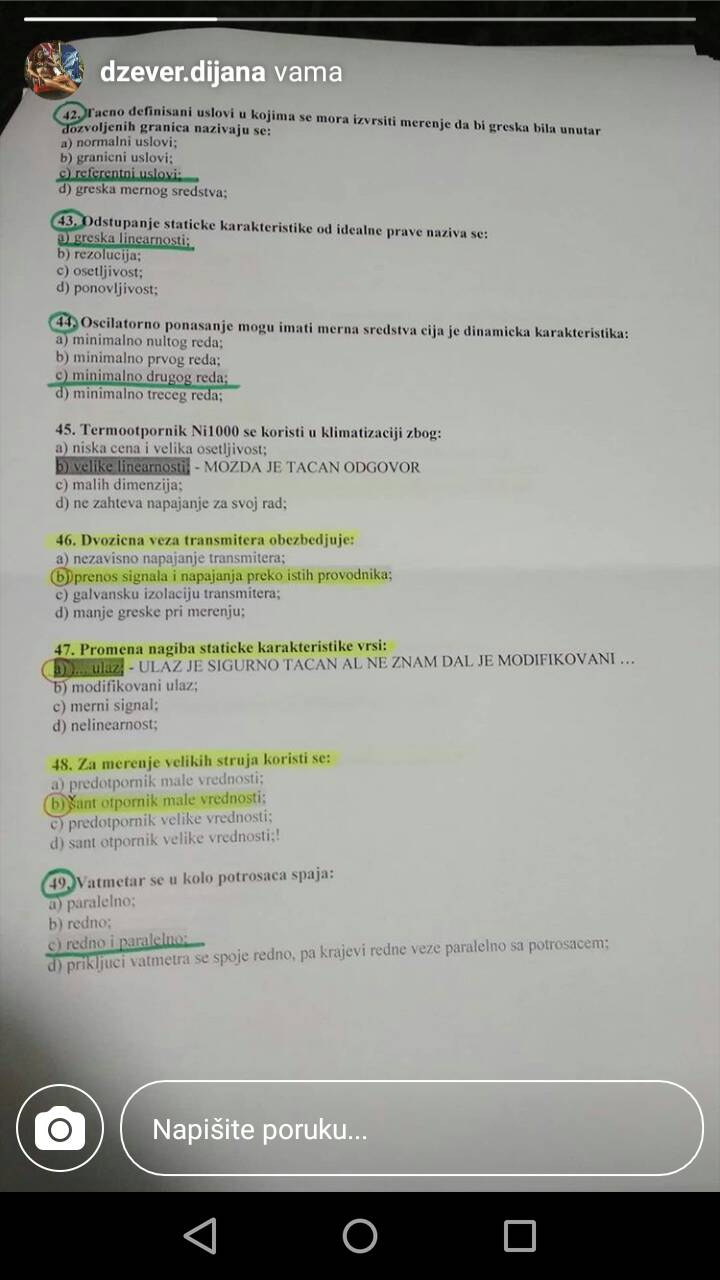 dzever.dijana vama
42. Tacno definisani uslovi u kojima se mora izvrsiti merenje da bi greska bila unutar
dozvoljenih granica nazivaju se:
a) normalni uslovi;
b) granicni uslovi;
c) referentni uslovi;
d) greska mernog sredstva;
43. Odstupanje staticke karakteristike od idealne prave naziva se:
a) greska linearnosti;
b) rezolucija;
c) osetljivost;
d) ponovljivost;
44. Oscilatorno ponasanje mogu imati merna sredstva cija je dinamicka karakteristika:
a) minimalno nultog reda;
b) minimalno prvog reda;
c) minimalno drugog reda;
d) minimalno treceg reda;
45. Termootpornik Ni1000 se koristi u klimatizaciji zbog:
a) niska cena i velika osetljivost;
b) velike linearnosti; - MOZDA JE TACAN ODGOVOR
c) malih dimenzija;
d) ne zahteva napajanje za svoj rad;
46. Dvozicna veza transmitera obezbedjuje:
a) nezavisno napajanje transmitera;
b) prenos signala i napajanja preko istih provodnika;
c) galvansku izolaciju transmitera;
d) manje greske pri merenju;
47. Promena nagiba staticke karakteristike vrsi:
a) ... ulaz; - ULAZ JE SIGURNO TACAN AL NE ZNAM DAL JE MODIFIKOVANI ...
b) modifikovani ulaz;
c) merni signal;
d) nelinearnost;
48. Za merenje velikih struja koristi se:
a) predotpornik male vrednosti;
b) šant otpornik male vrednosti;
c) predotpornik velike vrednosti;
d) sant otpornik velike vrednosti;!
49. Vatmetar se u kolo potrosaca spaja:
a) paralelno;
b) redno;
c) redno i paralelno;
d) prikljuci vatmetra se spoje redno, pa krajevi redne veze paralelno sa potrosacem;
Napišite poruku...